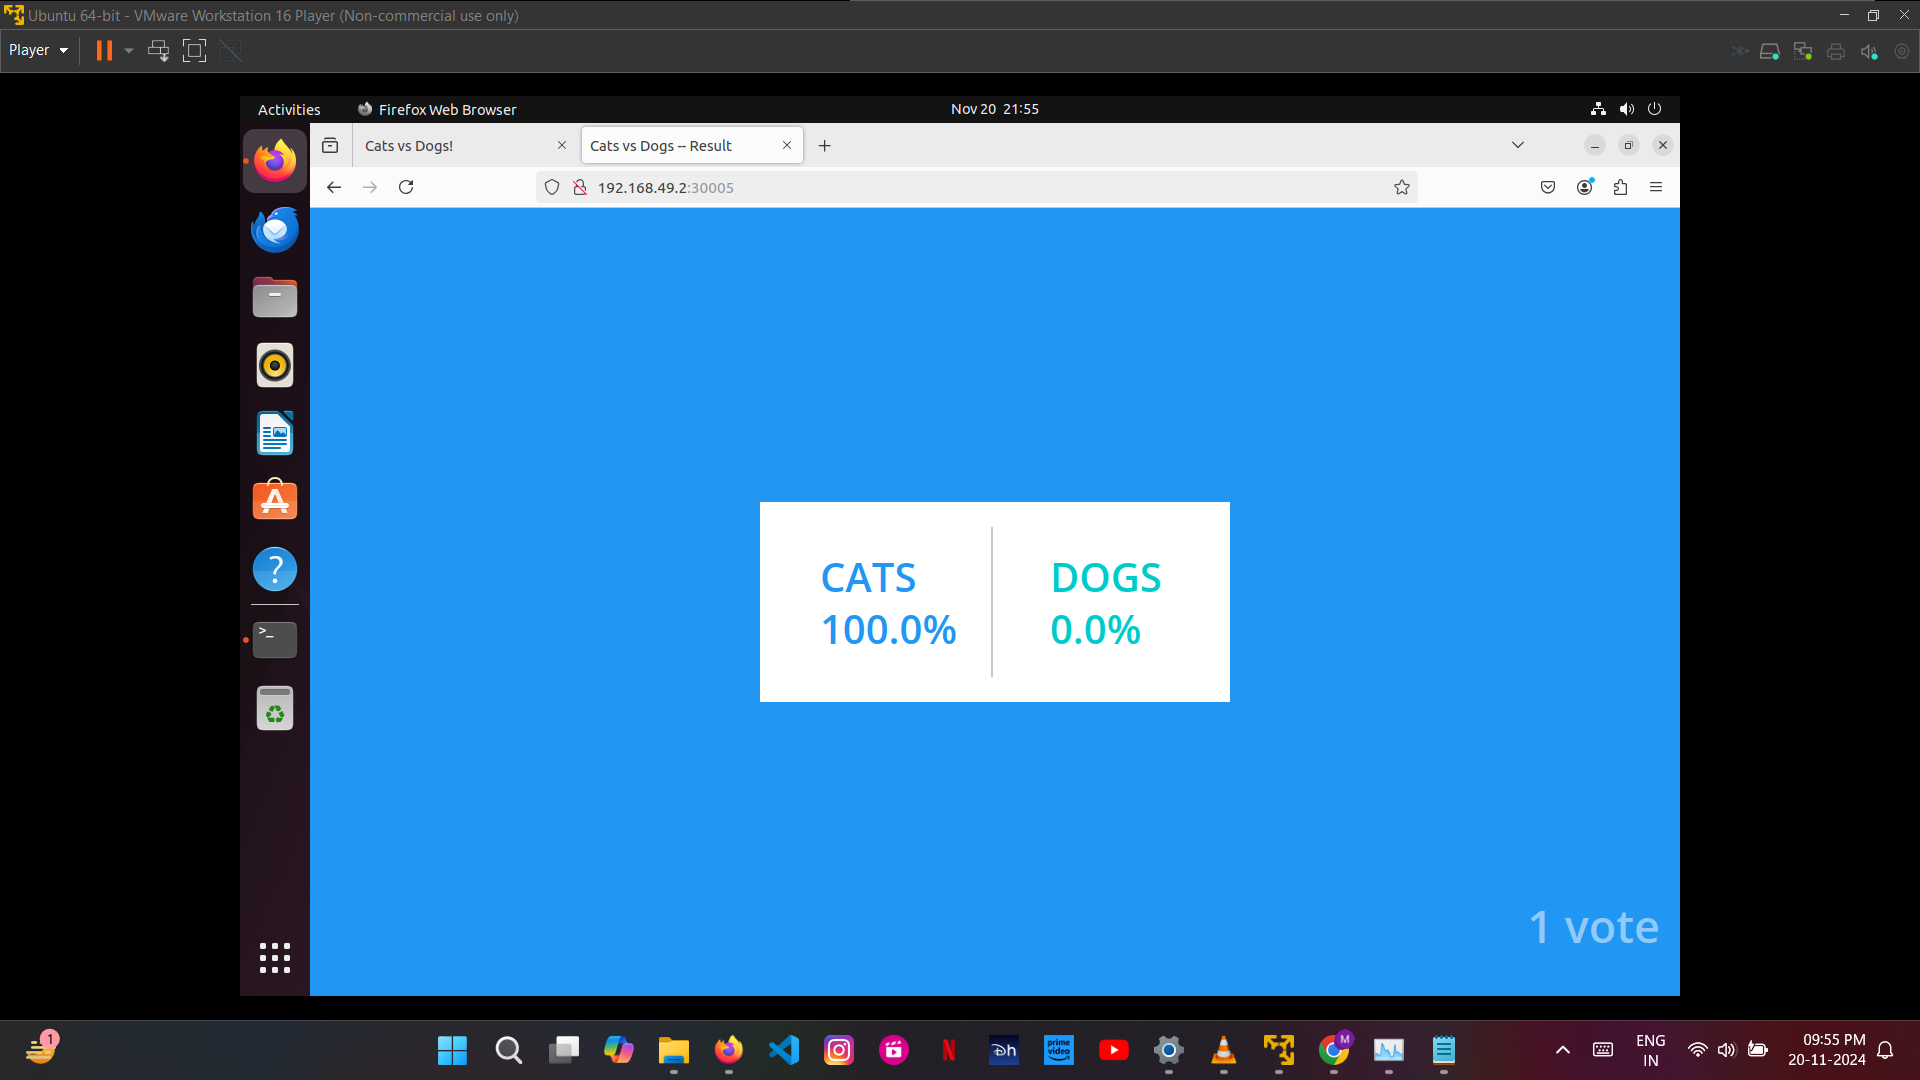 Ubuntu 64-bit - VMware Workstation 16 Player (Non-commercial use only)
Player
Activities
Firefox Web Browser
Nov 20 21:55
Cats vs Dogs!
Cats vs Dogs -- Result
192.168.49.2:30005
CATS
100.0%
DOGS
0.0%
1 vote
1
prime video
M
ENG
IN
09:55 PM
20-11-2024